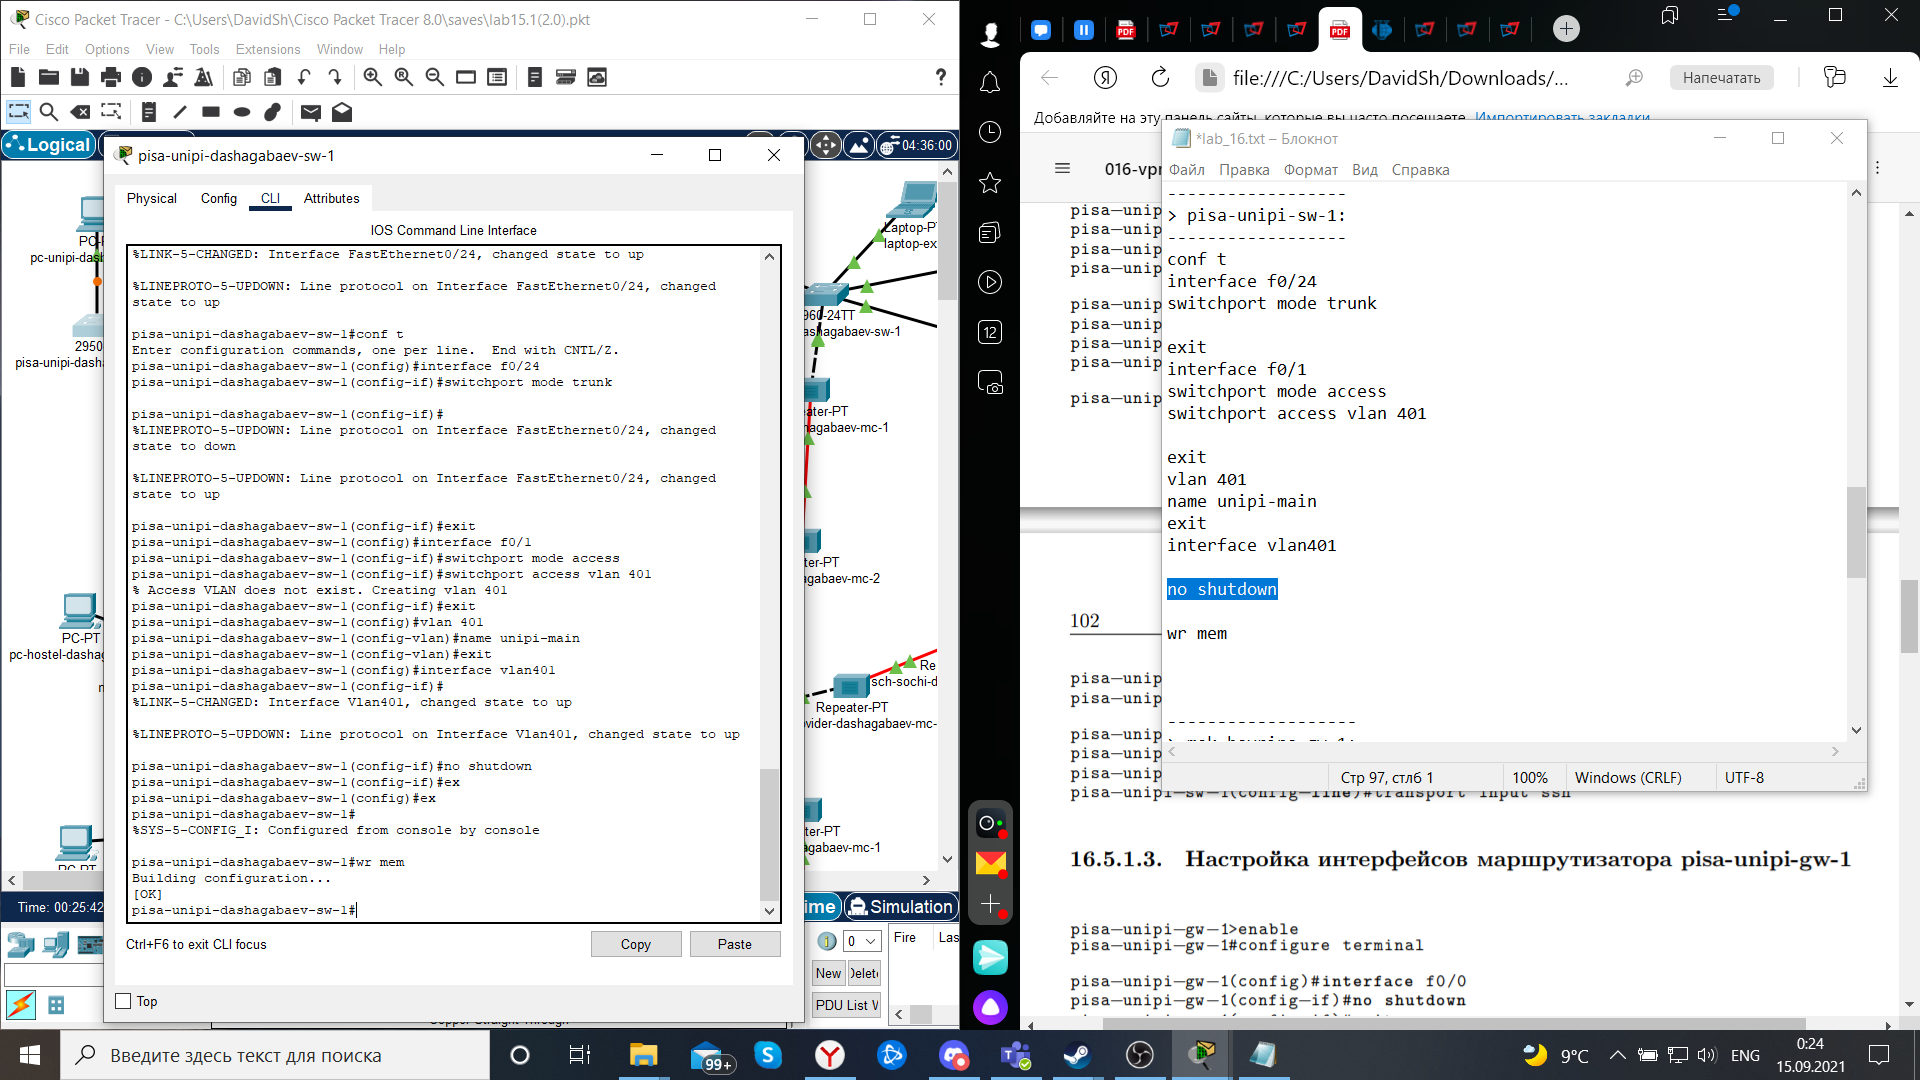 Cisco Packet Tracer - C:\Users\DavidSh\Cisco Packet Tracer 8.0\saves\lab15.1(2.0).pkt
File Edit Options View Tools Extensions Window Help
Logical
04:36:00
pisa-unipi-dashagabaev-sw-1
Physical Config CLI Attributes
IOS Command Line Interface
%LINK-5-CHANGED: Interface FastEthernet0/24, changed state to up
%LINEPROTO-5-UPDOWN: Line protocol on Interface FastEthernet0/24, changed
state to up
pisa-unipi-dashagabaev-sw-1#conf t
Enter configuration commands, one per line.  End with CNTL/Z.
pisa-unipi-dashagabaev-sw-1(config)#interface f0/24
pisa-unipi-dashagabaev-sw-1(config-if)#switchport mode trunk
pisa-unipi-dashagabaev-sw-1(config-if)#
%LINEPROTO-5-UPDOWN: Line protocol on Interface FastEthernet0/24, changed
state to down
%LINEPROTO-5-UPDOWN: Line protocol on Interface FastEthernet0/24, changed
state to up
pisa-unipi-dashagabaev-sw-1(config-if)#exit
pisa-unipi-dashagabaev-sw-1(config)#interface f0/1
pisa-unipi-dashagabaev-sw-1(config-if)#switchport mode access
pisa-unipi-dashagabaev-sw-1(config-if)#switchport access vlan 401
% Access VLAN does not exist. Creating vlan 401
pisa-unipi-dashagabaev-sw-1(config-if)#exit
pisa-unipi-dashagabaev-sw-1(config)#vlan 401
pisa-unipi-dashagabaev-sw-1(config-vlan)#name unipi-main
pisa-unipi-dashagabaev-sw-1(config-vlan)#exit
pisa-unipi-dashagabaev-sw-1(config)#interface vlan401
pisa-unipi-dashagabaev-sw-1(config-if)#
%LINK-5-CHANGED: Interface Vlan401, changed state to up
%LINEPROTO-5-UPDOWN: Line protocol on Interface Vlan401, changed state to up
pisa-unipi-dashagabaev-sw-1(config-if)#no shutdown
pisa-unipi-dashagabaev-sw-1(config-if)#ex
pisa-unipi-dashagabaev-sw-1(config)#ex
pisa-unipi-dashagabaev-sw-1#
%SYS-5-CONFIG_I: Configured from console by console
pisa-unipi-dashagabaev-sw-1#wr mem
Building configuration...
[OK]
pisa-unipi-dashagabaev-sw-1#
Ctrl+F6 to exit CLI focus
Copy Paste
Top
pc-unipi-das
2950
pisa-unipi-dasha
PC-PT
pc-hostel-dashag
Time: 00:25:42
Laptop-P
laptop-ex
960-24TT
ashagabaev-sw-1
ater-PT
agabaev-mc-1
ter-PT
agabaev-mc-2
Re
sch-sochi-d
Repeater-PT
vider-dashagabaev-mc-
ter-PT
agabaev-mc-1
ime Simulation
0 Fire Las
New Delete
PDU List W
12
file:///C:/Users/DavidSh/Downloads/... Напечатать
Добавляйте на эту панель сайты, которые вы часто посещаете. Импортировать закладки
016-vpn
pisa—unip
pisa—unip
pisa—unip
pisa—unip
pisa—unip
pisa—unip
pisa—unip
pisa—unip
pisa—unip
102
pisa—unip
pisa—unip
pisa—unip
pisa—unip
pisa—unip
pisa—unipi—sw—1(config—line)#transport input ssh
16.5.1.3. Настройка интерфейсов маршрутизатора pisa-unipi-gw-1
pisa—unipi—gw—1>enable
pisa—unipi—gw—1#configure terminal
pisa—unipi—gw—1(config)#interface f0/0
pisa—unipi—gw—1(config—if)#no shutdown
*lab_16.txt – Блокнот
Файл Правка Формат Вид Справка
------------------
> pisa-unipi-sw-1:
------------------
conf t
interface f0/24
switchport mode trunk
exit
interface f0/1
switchport mode access
switchport access vlan 401
exit
vlan 401
name unipi-main
exit
interface vlan401
no shutdown
wr mem
-------------------
Стр 97, стлб 1 100% Windows (CRLF) UTF-8
Введите здесь текст для поиска
99+
9°C ENG
0:24
15.09.2021